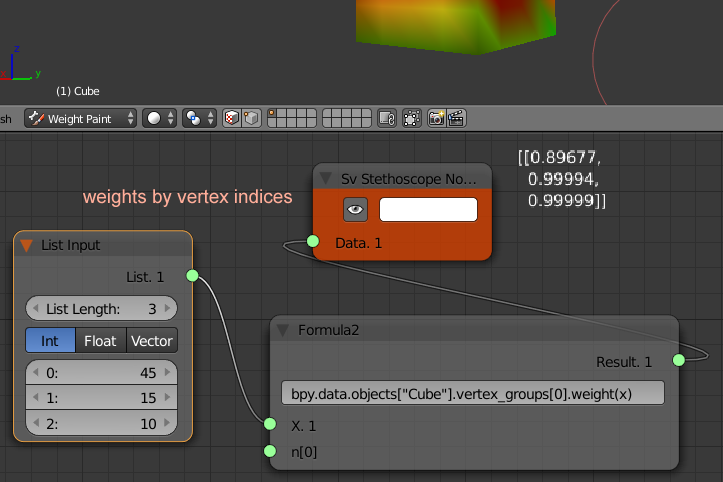 z
y
(1) Cube
sh
Weight Paint
[[0.89677,
0.99994,
0.99999]]
Sv Stethoscope No...
weights by vertex indices
Data. 1
List Input
List. 1
List Length: 3
Int Float Vector
0: 45
1: 15
2: 10
Formula2
Result. 1
bpy.data.objects["Cube"].vertex_groups[0].weight(x)
X. 1
n[0]